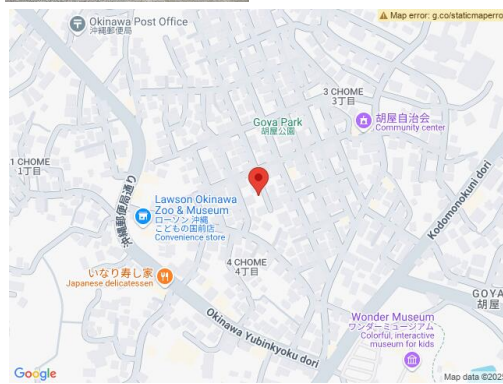 Map error: g.co/staticmaperro
Okinawa Post Office
沖縄郵便局
3 CHOME
3丁目
Goya Park
胡屋公園
胡屋自治会
Community center
1 CHOME
1丁目
沖縄郵便局通り
Lawson Okinawa
Zoo & Museum
ローソン 沖縄
こどもの国前店
Convenience store
Kodomonokuni dori
4 CHOME
4丁目
いなり寿し家
Japanese delicatessen
GOYA
胡屋
Okinawa Yubinkyoku dori
Wonder Museum
ワンダーミュージアム
Colorful, interactive
museum for kids
Google
Map data ©202